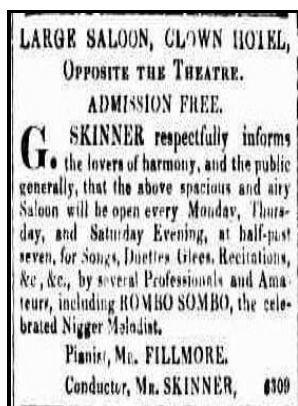 LARGE SALOON, CLOWN HOTEL,
OPPOSITE THE THEATRE.
ADMISSION FREE.
G. SKINNER respectfully informs
the lovers of harmony, and the public
generally, that the above spacious and airy
Saloon will be open every Monday, Thurs-
day, and Saturday Evening, at half-past
seven, for Songs, Duettes Glees, Recitations,
&c, &c., by several Professionals and Ama-
teurs, including ROMBO SOMBO, the cele-
brated Nigger Melodist.
Pianist, MR. FILLMORE.
Conductor, MR. SKINNER, 6309